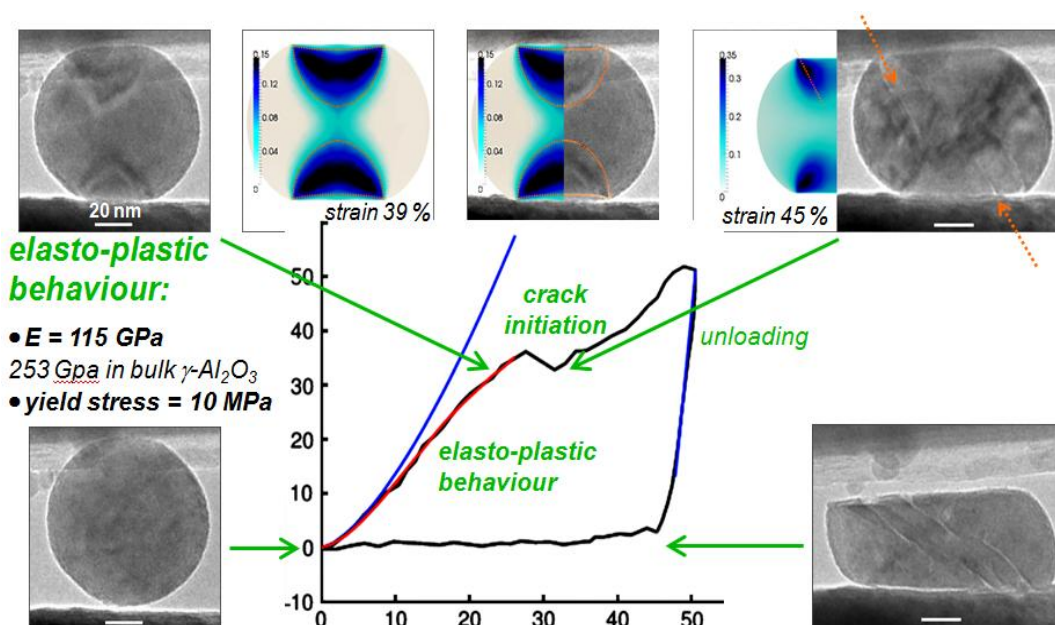 0.15
0.12
0.08
0.04
0
strain 39 %
0.15
0.12
0.08
0.04
0
0.35
0.3
0.2
0.1
0
strain 45 %
20 nm
elasto-plastic
behaviour:
• E = 115 GPa
253 Gpa in bulk γ-Al₂O₃
• yield stress = 10 MPa
50
40
30
20
10
0
-10
0
10
20
30
40
50
crack
initiation
unloading
elasto-plastic
behaviour